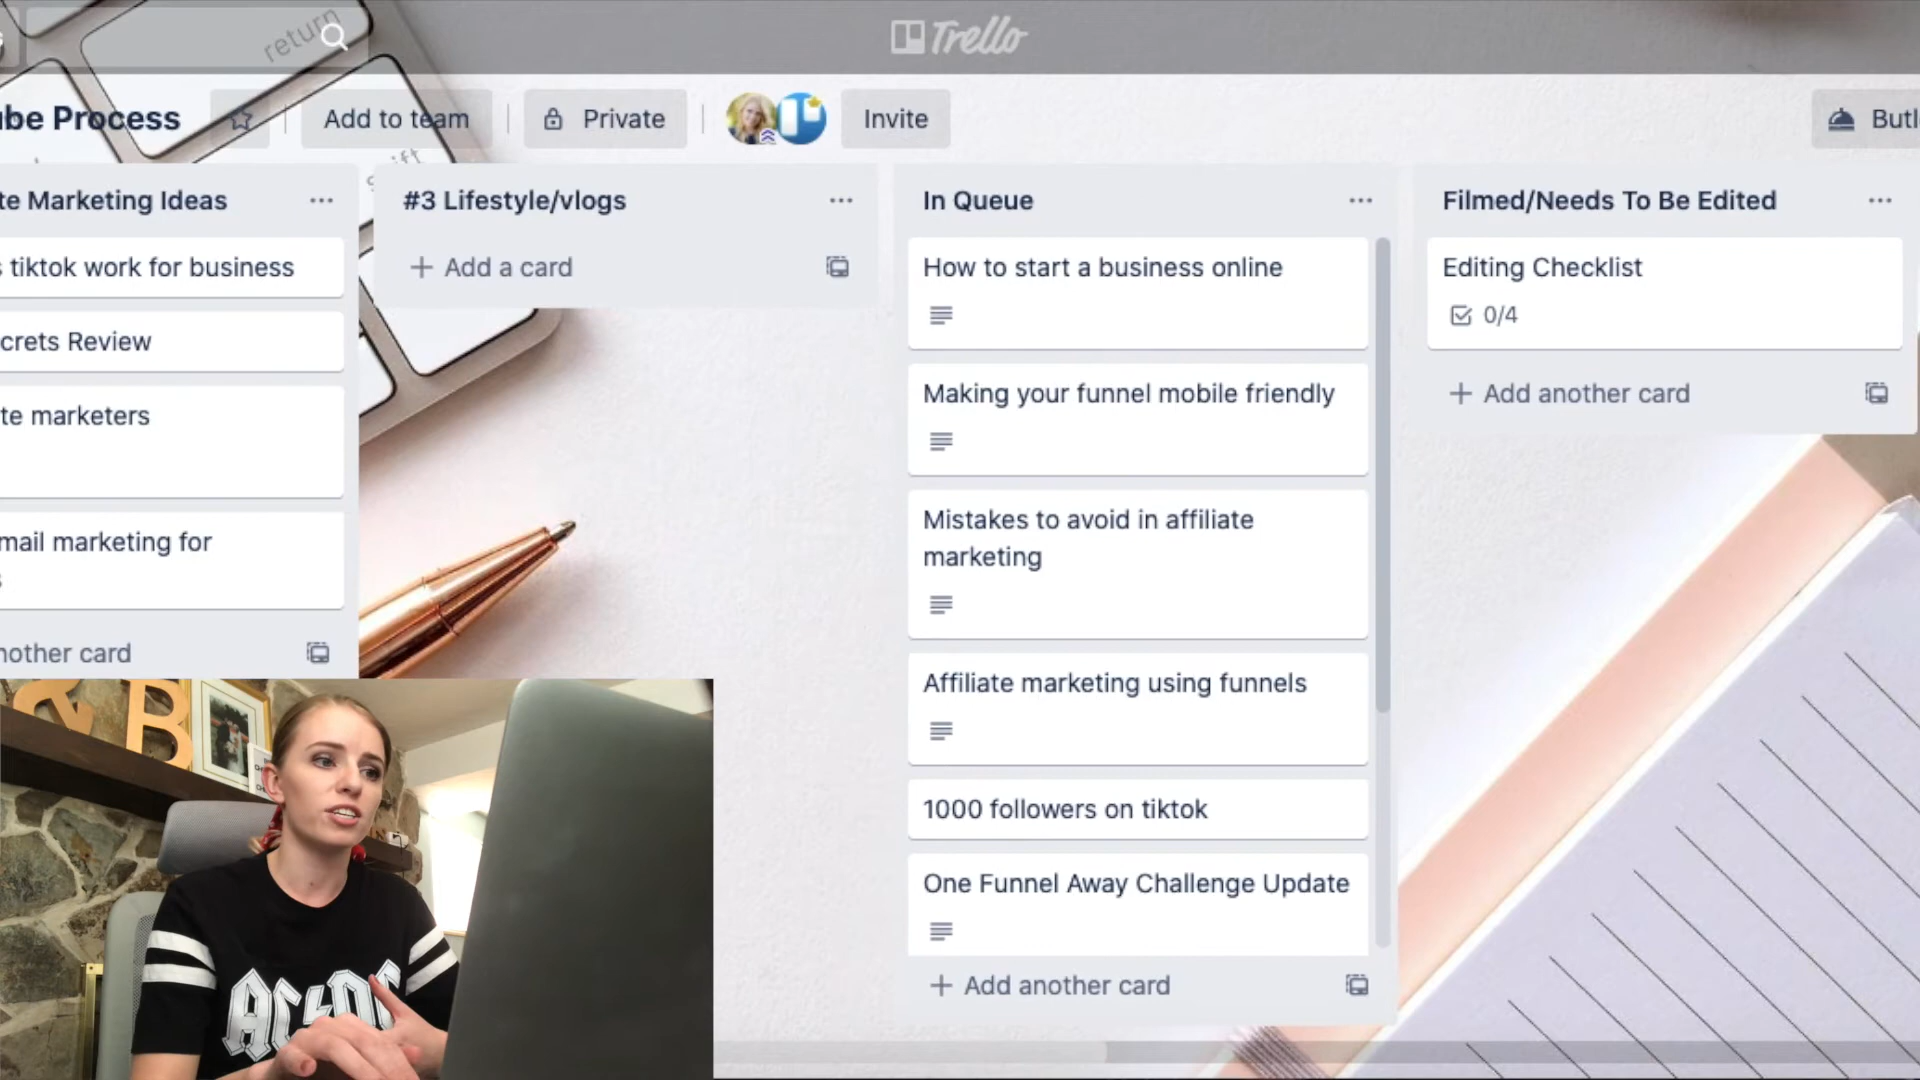 return
Trello
be Process
Add to team
Private
Invite
Butl
te Marketing Ideas
tiktok work for business
crets Review
te marketers
mail marketing for
nother card
#3 Lifestyle/vlogs
+ Add a card
In Queue
How to start a business online
Making your funnel mobile friendly
Mistakes to avoid in affiliate
marketing
Affiliate marketing using funnels
1000 followers on tiktok
One Funnel Away Challenge Update
+ Add another card
Filmed/Needs To Be Edited
Editing Checklist
0/4
+ Add another card
& B
AC DC